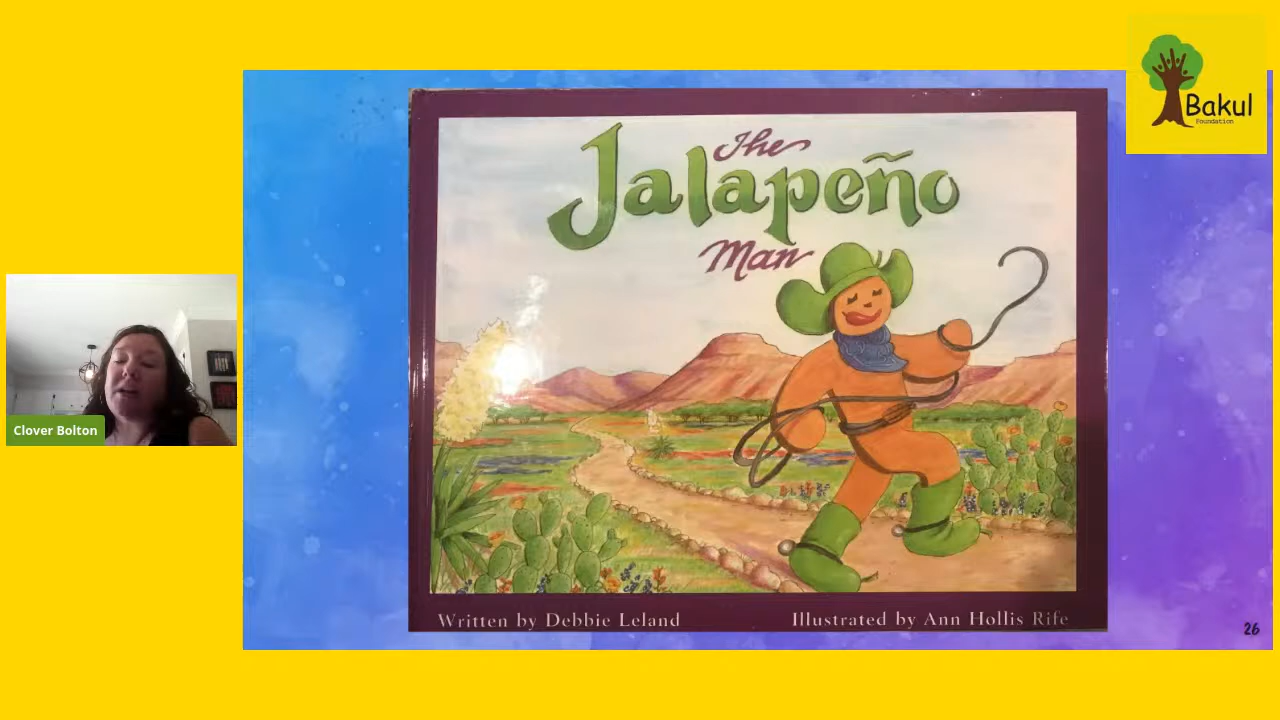 Bakul
Foundation
The
Jalapeño
Man
Clover Bolton
Written by Debbie Leland
Illustrated by Ann Hollis Rife
26